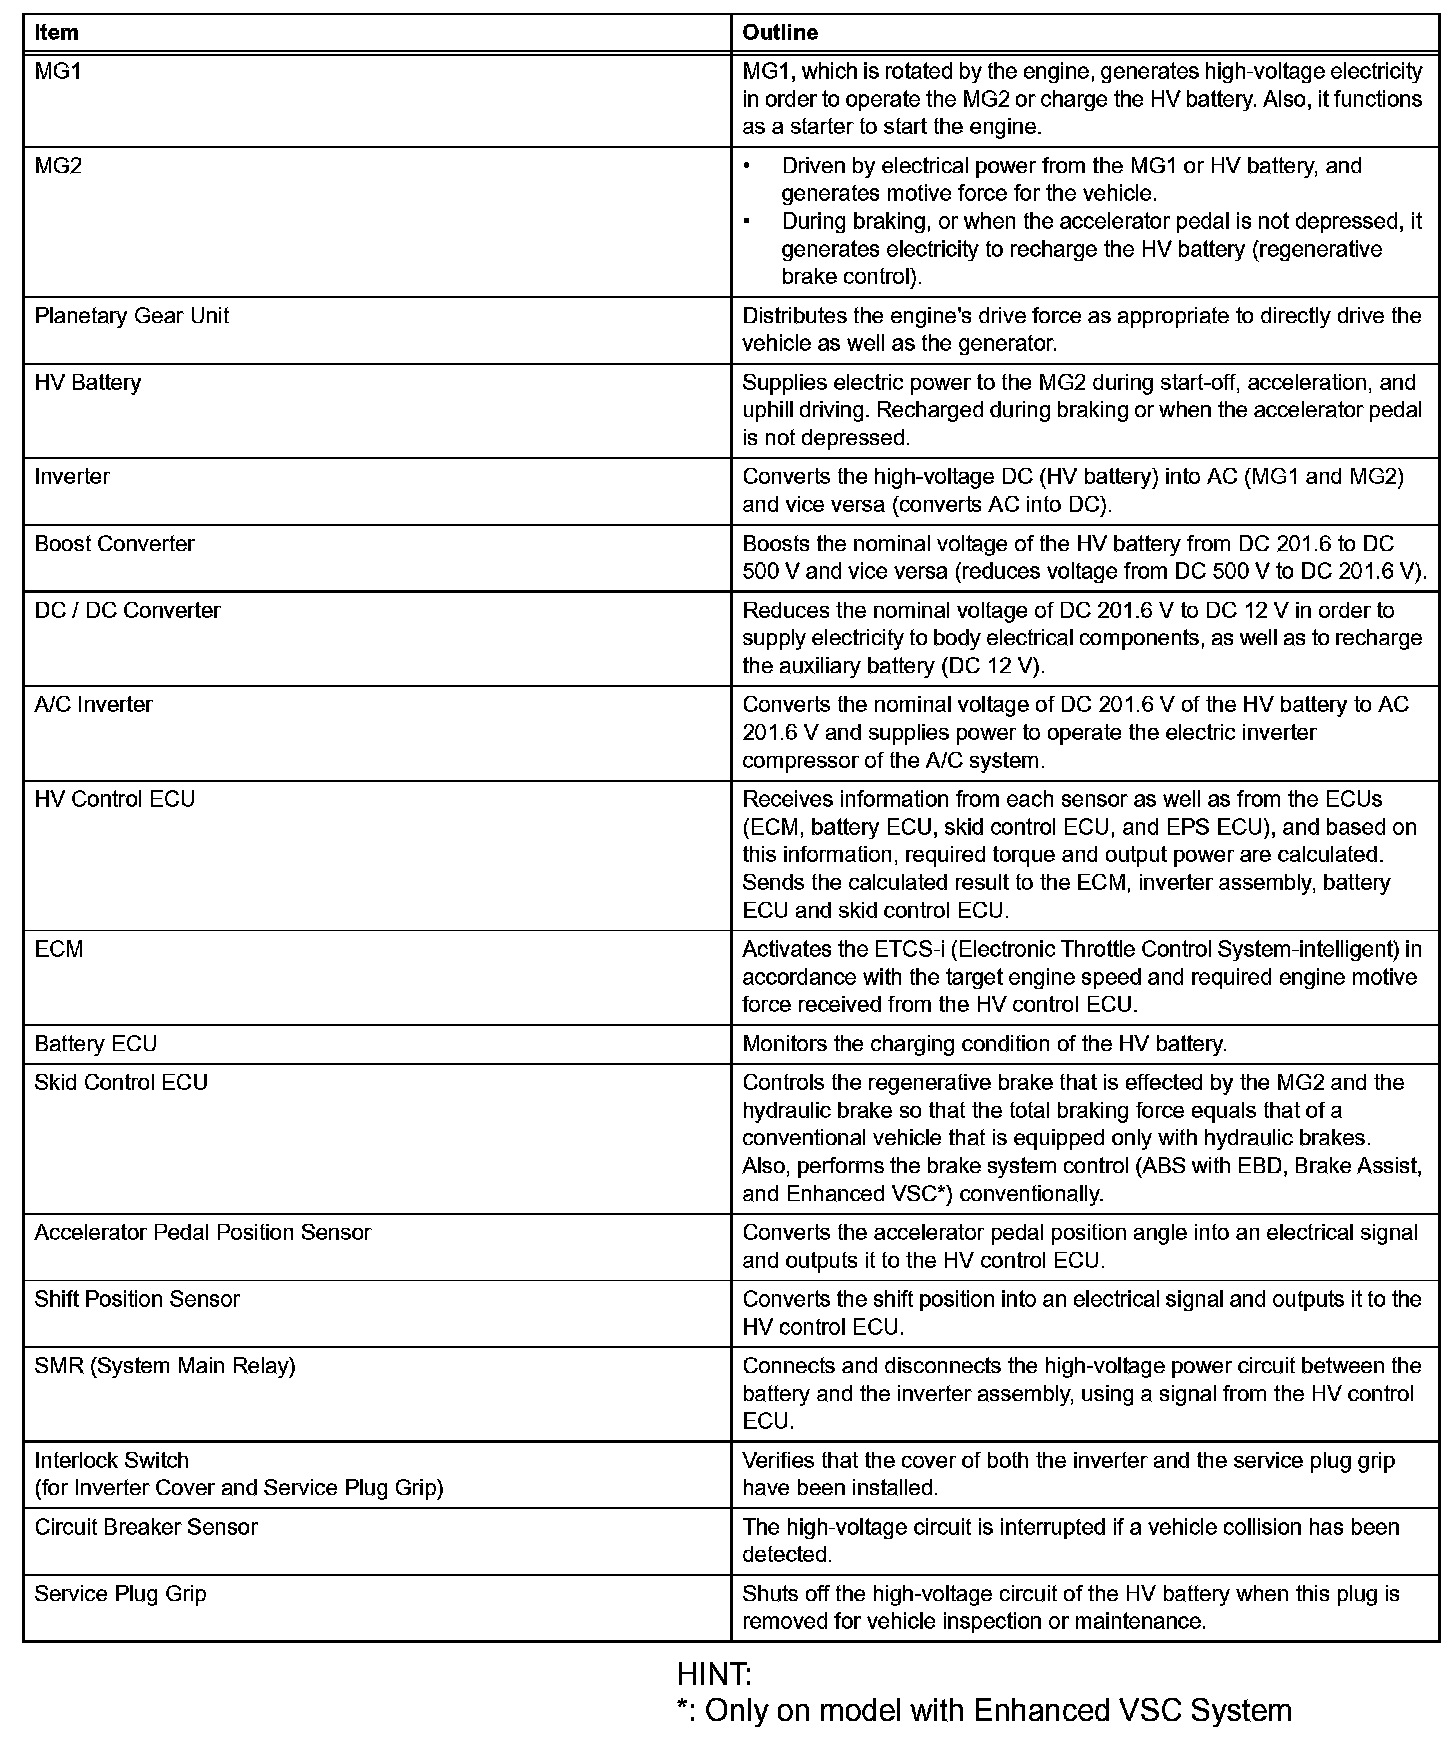 Item
Outline
MG1
MG1, which is rotated by the engine, generates high-voltage electricity
in order to operate the MG2 or charge the HV battery. Also, it functions
as a starter to start the engine.
MG2
• Driven by electrical power from the MG1 or HV battery, and
generates motive force for the vehicle.
• During braking, or when the accelerator pedal is not depressed, it
generates electricity to recharge the HV battery (regenerative
brake control).
Planetary Gear Unit
Distributes the engine's drive force as appropriate to directly drive the
vehicle as well as the generator.
HV Battery
Supplies electric power to the MG2 during start-off, acceleration, and
uphill driving. Recharged during braking or when the accelerator pedal
is not depressed.
Inverter
Converts the high-voltage DC (HV battery) into AC (MG1 and MG2)
and vice versa (converts AC into DC).
Boost Converter
Boosts the nominal voltage of the HV battery from DC 201.6 to DC
500 V and vice versa (reduces voltage from DC 500 V to DC 201.6 V).
DC / DC Converter
Reduces the nominal voltage of DC 201.6 V to DC 12 V in order to
supply electricity to body electrical components, as well as to recharge
the auxiliary battery (DC 12 V).
A/C Inverter
Converts the nominal voltage of DC 201.6 V of the HV battery to AC
201.6 V and supplies power to operate the electric inverter
compressor of the A/C system.
HV Control ECU
Receives information from each sensor as well as from the ECUs
(ECM, battery ECU, skid control ECU, and EPS ECU), and based on
this information, required torque and output power are calculated.
Sends the calculated result to the ECM, inverter assembly, battery
ECU and skid control ECU.
ECM
Activates the ETCS-i (Electronic Throttle Control System-intelligent) in
accordance with the target engine speed and required engine motive
force received from the HV control ECU.
Battery ECU
Monitors the charging condition of the HV battery.
Skid Control ECU
Controls the regenerative brake that is effected by the MG2 and the
hydraulic brake so that the total braking force equals that of a
conventional vehicle that is equipped only with hydraulic brakes.
Also, performs the brake system control (ABS with EBD, Brake Assist,
and Enhanced VSC*) conventionally.
Accelerator Pedal Position Sensor
Converts the accelerator pedal position angle into an electrical signal
and outputs it to the HV control ECU.
Shift Position Sensor
Converts the shift position into an electrical signal and outputs it to the
HV control ECU.
SMR (System Main Relay)
Connects and disconnects the high-voltage power circuit between the
battery and the inverter assembly, using a signal from the HV control
ECU.
Interlock Switch
(for Inverter Cover and Service Plug Grip)
Verifies that the cover of both the inverter and the service plug grip
have been installed.
Circuit Breaker Sensor
The high-voltage circuit is interrupted if a vehicle collision has been
detected.
Service Plug Grip
Shuts off the high-voltage circuit of the HV battery when this plug is
removed for vehicle inspection or maintenance.
HINT:
*: Only on model with Enhanced VSC System